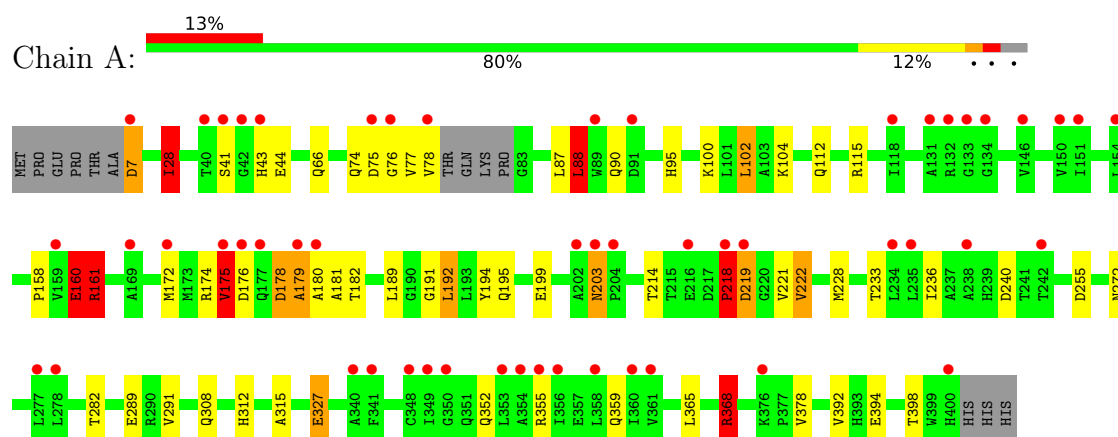 13%
Chain A:
80% 12% • • •
MET PRO GLU PRO THR ALA D7 I28 T40 S41 G42 H43 E44 Q66 Q74 D75 G76 V77 V78 THR GLN LYS PRO G83 L87 L88 W89 Q90 D91 H95 K100 L101 L102 A103 K104 Q112 R115 I118 A131 R132 G133 G134 V146 V150 I151
P158 V159 E160 R161 A169 M172 M173 R174 V175 D176 Q177 D178 A179 A180 A181 T182 L189 G190 G191 L192 L193 Y194 Q195 E199 A202 N203 P204 T214 T215 E216 D217 P218 D219 G220 V221 V222 M228 T233 L234 L235 I236 A237 A238 H239 D240 T241 T242 D255
L277 L278 T282 E289 R290 V291 Q308 H312 A315 E327 A340 F341 C348 I349 G350 Q351 Q352 L353 A354 R355 I356 E357 L358 Q359 I360 V361 L365 R368 K376 P377 V378 V392 H393 E394 T398 W399 H400 HIS HIS HIS